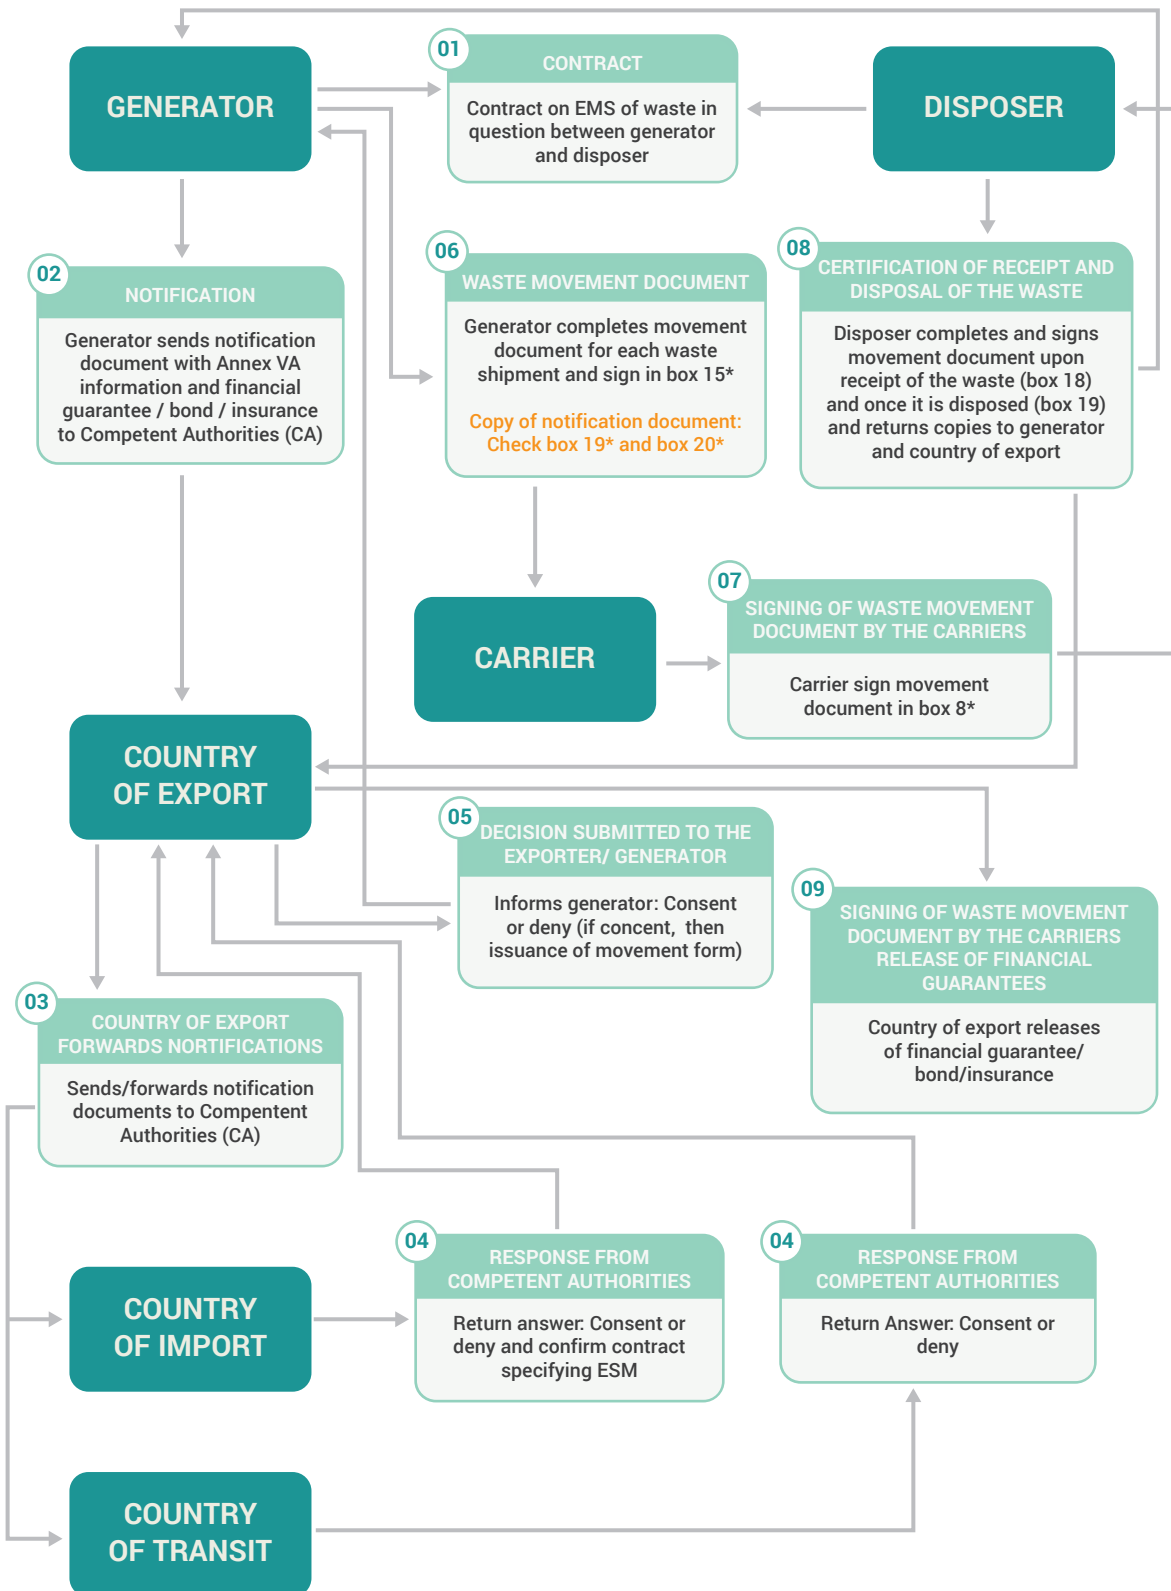 GENERATOR
01
CONTRACT
Contract on EMS of waste in
question between generator
and disposer
DISPOSER
02
NOTIFICATION
Generator sends notification
document with Annex VA
information and financial
guarantee / bond / insurance
to Competent Authorities (CA)
06
WASTE MOVEMENT DOCUMENT
Generator completes movement
document for each waste
shipment and sign in box 15*
Copy of notification document:
Check box 19* and box 20*
08
CERTIFICATION OF RECEIPT AND
DISPOSAL OF THE WASTE
Disposer completes and signs
movement document upon
receipt of the waste (box 18)
and once it is disposed (box 19)
and returns copies to generator
and country of export
CARRIER
07
SIGNING OF WASTE MOVEMENT
DOCUMENT BY THE CARRIERS
Carrier sign movement
document in box 8*
COUNTRY
OF EXPORT
05
DECISION SUBMITTED TO THE
EXPORTER/ GENERATOR
Informs generator: Consent
or deny (if concent, then
issuance of movement form)
09
SIGNING OF WASTE MOVEMENT
DOCUMENT BY THE CARRIERS
RELEASE OF FINANCIAL
GUARANTEES
Country of export releases
of financial guarantee/
bond/insurance
03
COUNTRY OF EXPORT
FORWARDS NORTIFICATIONS
Sends/forwards notification
documents to Compentent
Authorities (CA)
COUNTRY
OF IMPORT
04
RESPONSE FROM
COMPETENT AUTHORITIES
Return answer: Consent or
deny and confirm contract
specifying ESM
04
RESPONSE FROM
COMPETENT AUTHORITIES
Return Answer: Consent or
deny
COUNTRY
OF TRANSIT